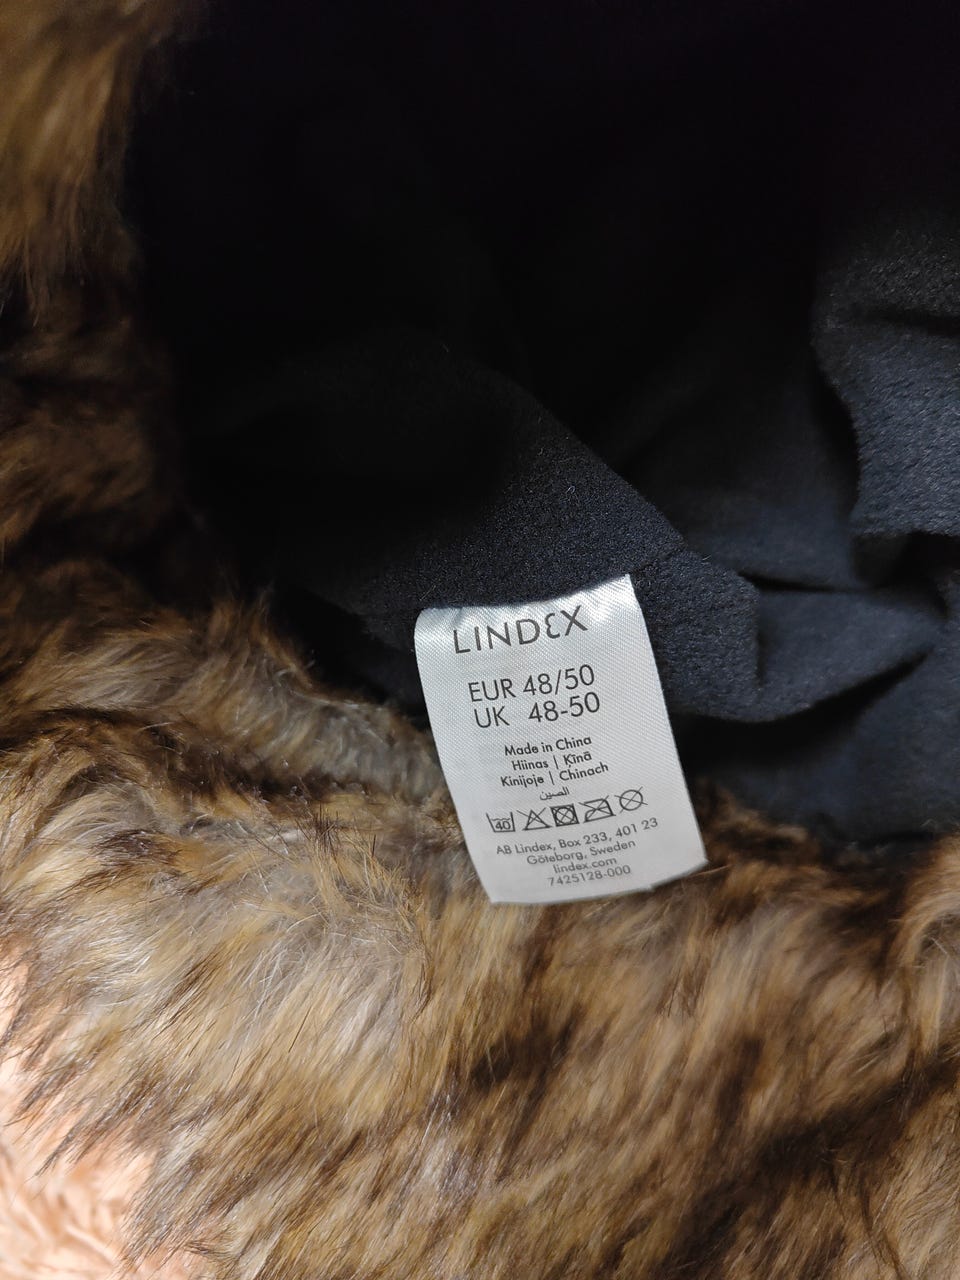 LINDEX
EUR 48/50
UK 48-50
Made in China
Hiinas | Ķīnā
Kinijoje | Chinach
الصين
40
AB Lindex, Box 233, 401 23
Göteborg, Sweden
lindex.com
7425128-000